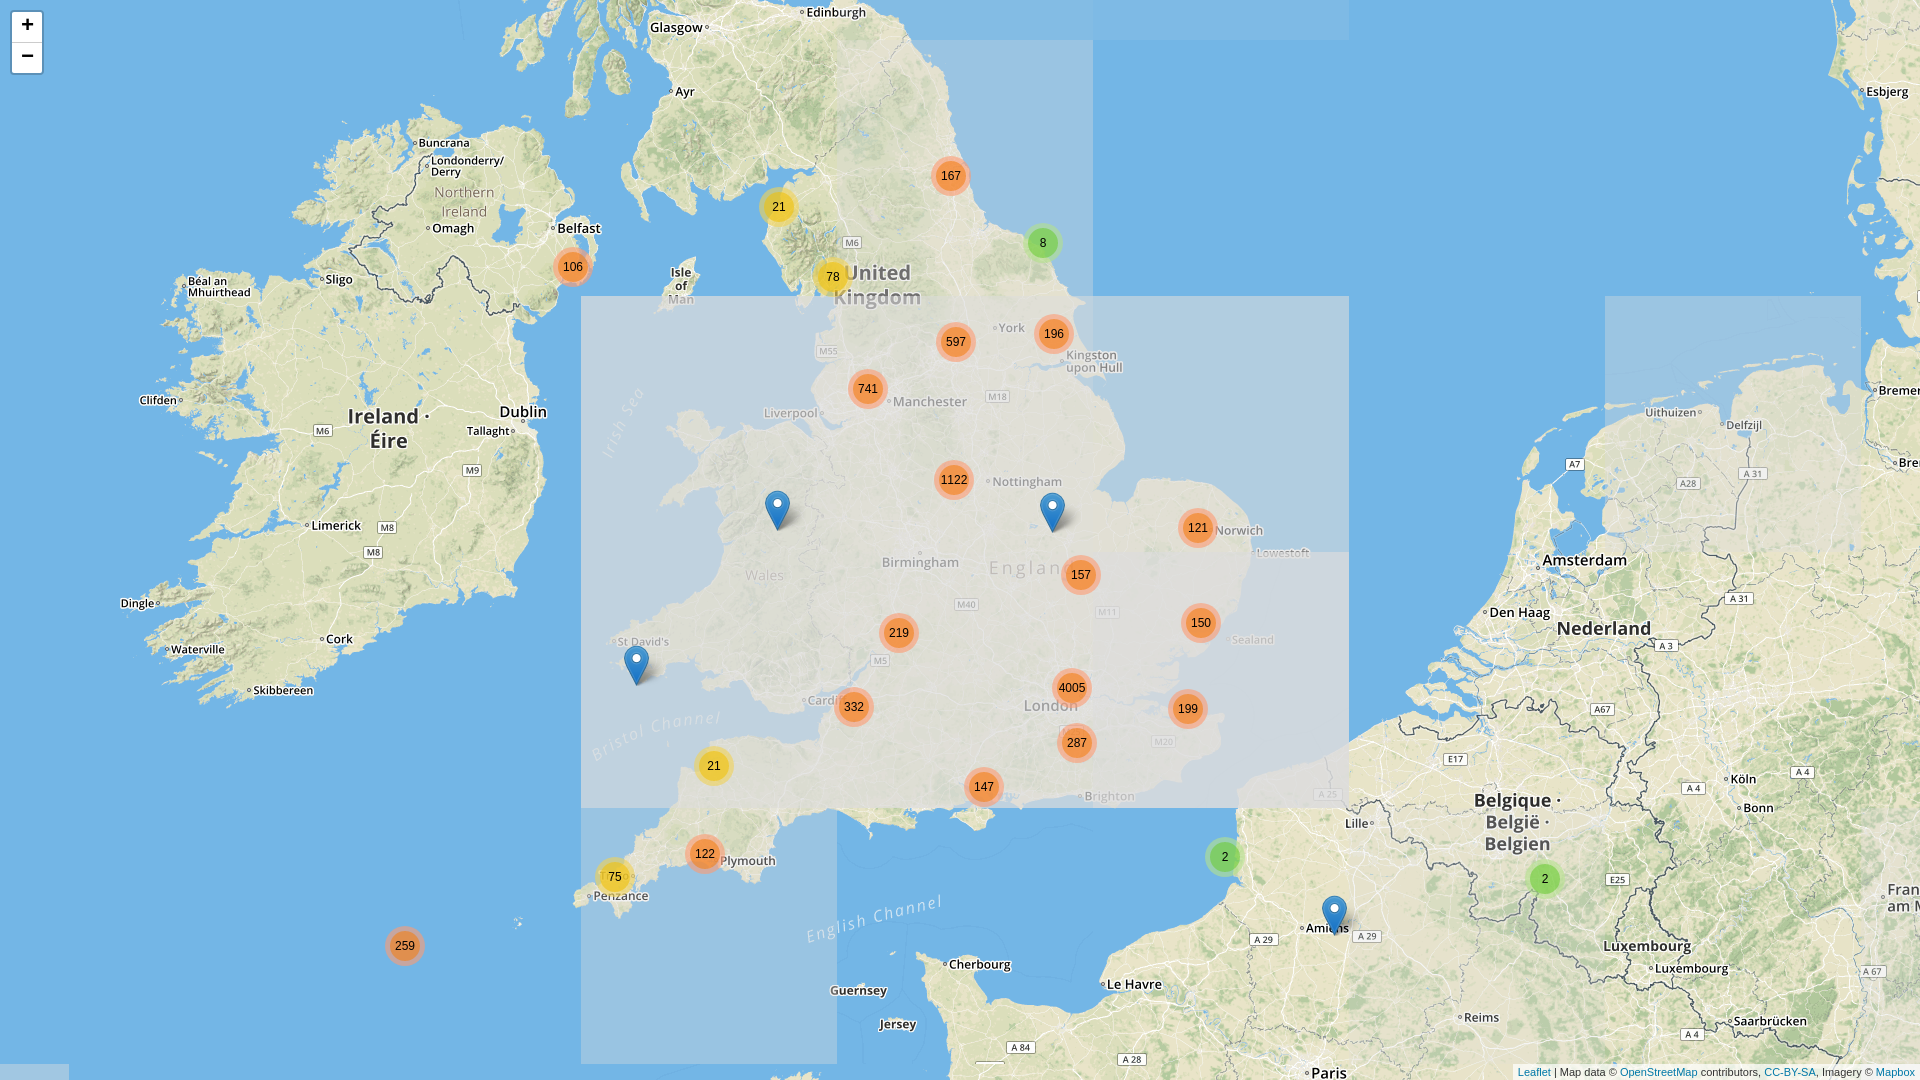 +
−
Edinburgh
Glasgow
Ayr
Esbjerg
Buncrana
Londonderry/
Derry
Northern
Ireland
Omagh
Belfast
167
21
8
106
78
M6
United
Kingdom
Isle
of
Man
Béal an
Mhuirthead
Sligo
597
York
196
M55
Kingston
upon Hull
741
Manchester
M18
Liverpool
Irish Sea
Clifden
Ireland ·
Éire
M6
Dublin
Tallaght
M9
Uithuizen
Delfzijl
A7
A 31
A28
1122
Nottingham
121
Norwich
Lowestoft
Limerick
M8
M8
Birmingham
Wales
157
Amsterdam
M40
M11
A 31
Dingle
Cork
Waterville
Skibbereen
St David's
219
150
Sealand
Den Haag
Nederland
A 3
M5
4005
London
332
199
287
M20
A67
Bristol Channel
E17
21
147
Brighton
A 25
A 4
Köln
A 4
Bonn
Belgique ·
België ·
Belgien
Lille
122
Plymouth
75
Penzance
2
2
E25
English Channel
259
Amiens
A 29
A 29
Luxembourg
Luxembourg
A 67
Cherbourg
Le Havre
Guernsey
Jersey
Reims
Saarbrücken
A 4
A 84
A 28
Paris
Leaflet | Map data © OpenStreetMap contributors, CC-BY-SA, Imagery © Mapbox